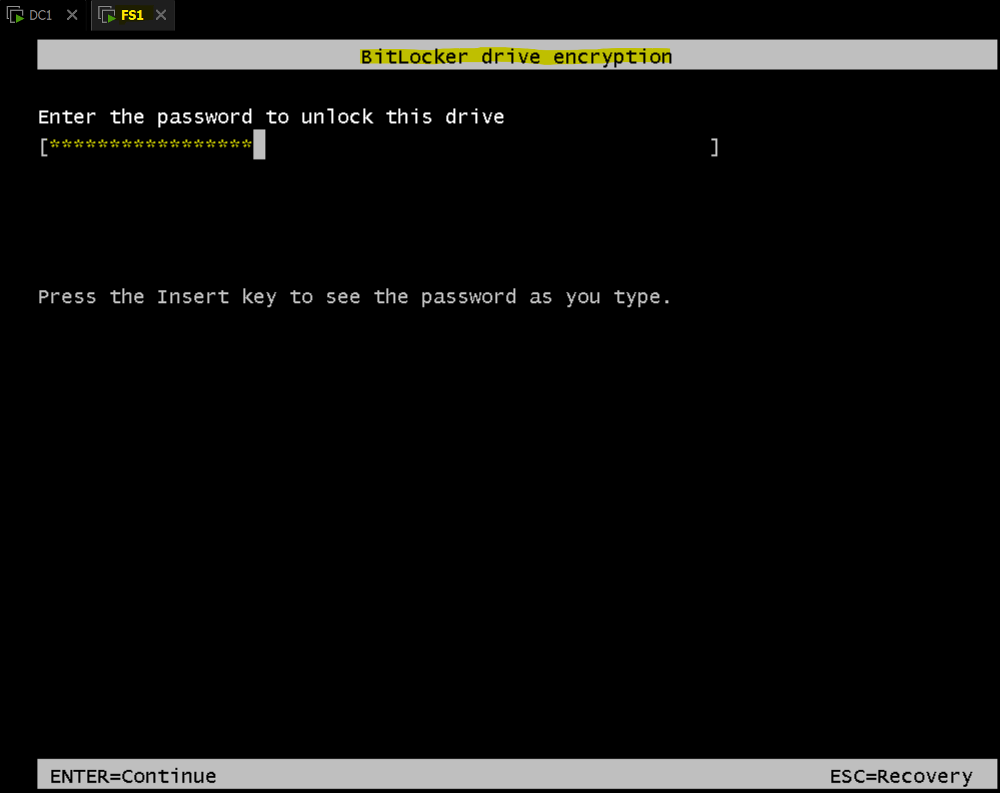 DC1 FS1
BitLocker drive encryption
Enter the password to unlock this drive
[*****************]
Press the Insert key to see the password as you type.
ENTER=Continue ESC=Recovery